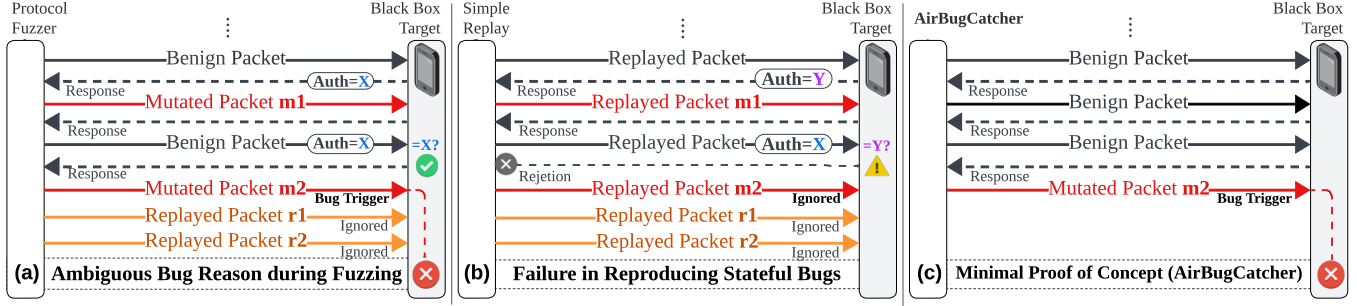 Protocol
Fuzzer
Black Box
Target
Benign Packet
Auth=X
Response
Mutated Packet m1
Response
Benign Packet
Auth=X
=X?
Response
Mutated Packet m2
Bug Trigger
Replayed Packet r1
Ignored
Replayed Packet r2
Ignored
(a) Ambiguous Bug Reason during Fuzzing
Simple
Replay
Black Box
Target
Replayed Packet
Auth=Y
Response
Replayed Packet m1
Response
Replayed Packet
Auth=X
=Y?
Rejetion
Replayed Packet m2
Ignored
Replayed Packet r1
Ignored
Replayed Packet r2
Ignored
(b) Failure in Reproducing Stateful Bugs
AirBugCatcher
Black Box
Target
Benign Packet
Response
Benign Packet
Response
Benign Packet
Response
Mutated Packet m2
Bug Trigger
(c) Minimal Proof of Concept (AirBugCatcher)